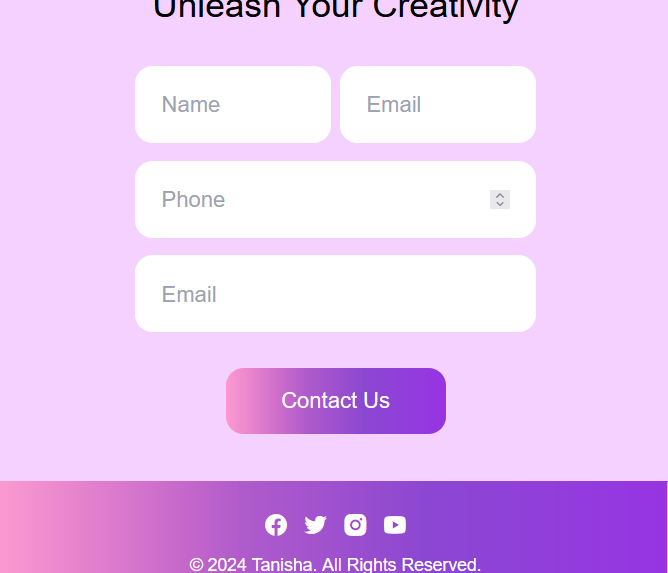 Unleash Your Creativity
Name
Email
Phone
Email
Contact Us
© 2024 Tanisha. All Rights Reserved.